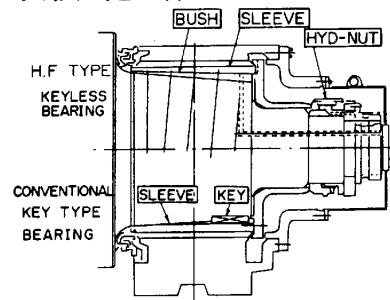 BUSH
SLEEVE
HYD-NUT
H.F TYPE
KEYLESS
BEARING
CONVENTIONAL
KEY TYPE
BEARING
SLEEVE
KEY